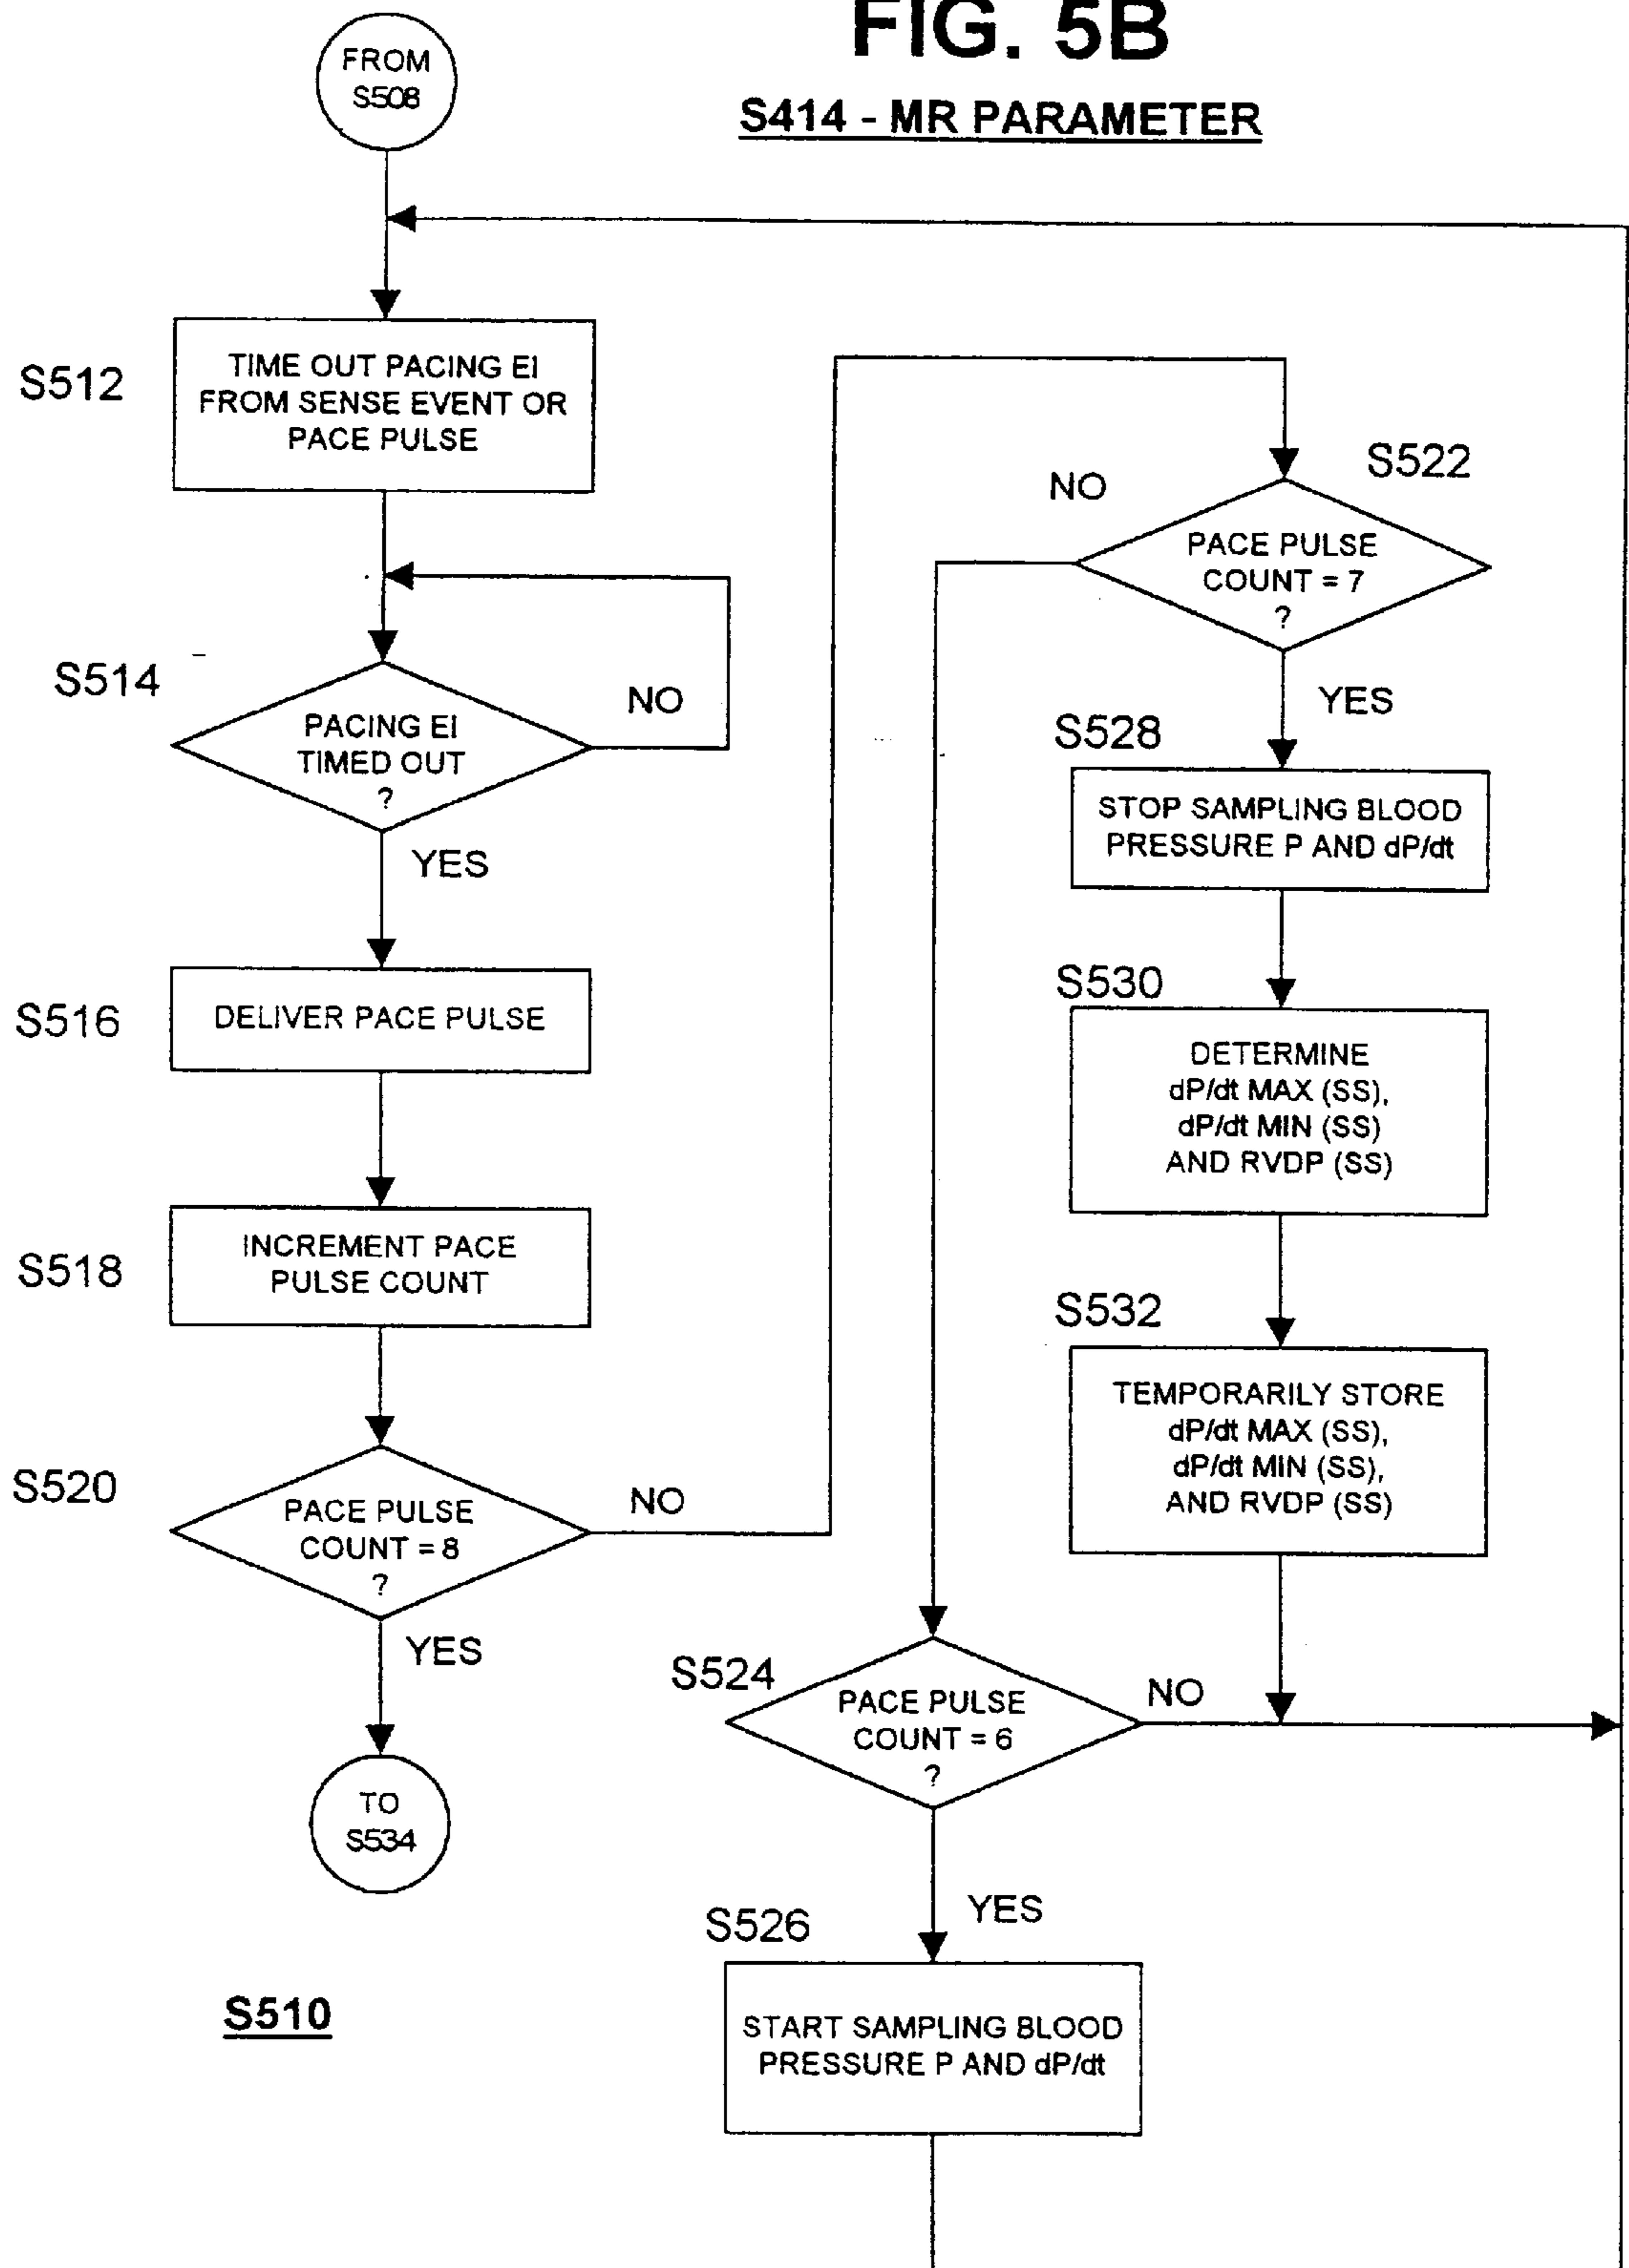 FIG. 5B
S414 - MR PARAMETER
FROM
S508
S512
TIME OUT PACING EI
FROM SENSE EVENT OR
PACE PULSE
S514
PACING EI
TIMED OUT
?
NO
YES
S516
DELIVER PACE PULSE
S518
INCREMENT PACE
PULSE COUNT
S520
PACE PULSE
COUNT = 8
?
NO
YES
TO
S534
S510
S522
NO
PACE PULSE
COUNT = 7
?
YES
S528
STOP SAMPLING BLOOD
PRESSURE P AND dP/dt
S530
DETERMINE
dP/dt MAX (SS),
dP/dt MIN (SS)
AND RVDP (SS)
S532
TEMPORARILY STORE
dP/dt MAX (SS),
dP/dt MIN (SS),
AND RVDP (SS)
S524
PACE PULSE
COUNT = 6
?
NO
YES
S526
START SAMPLING BLOOD
PRESSURE P AND dP/dt